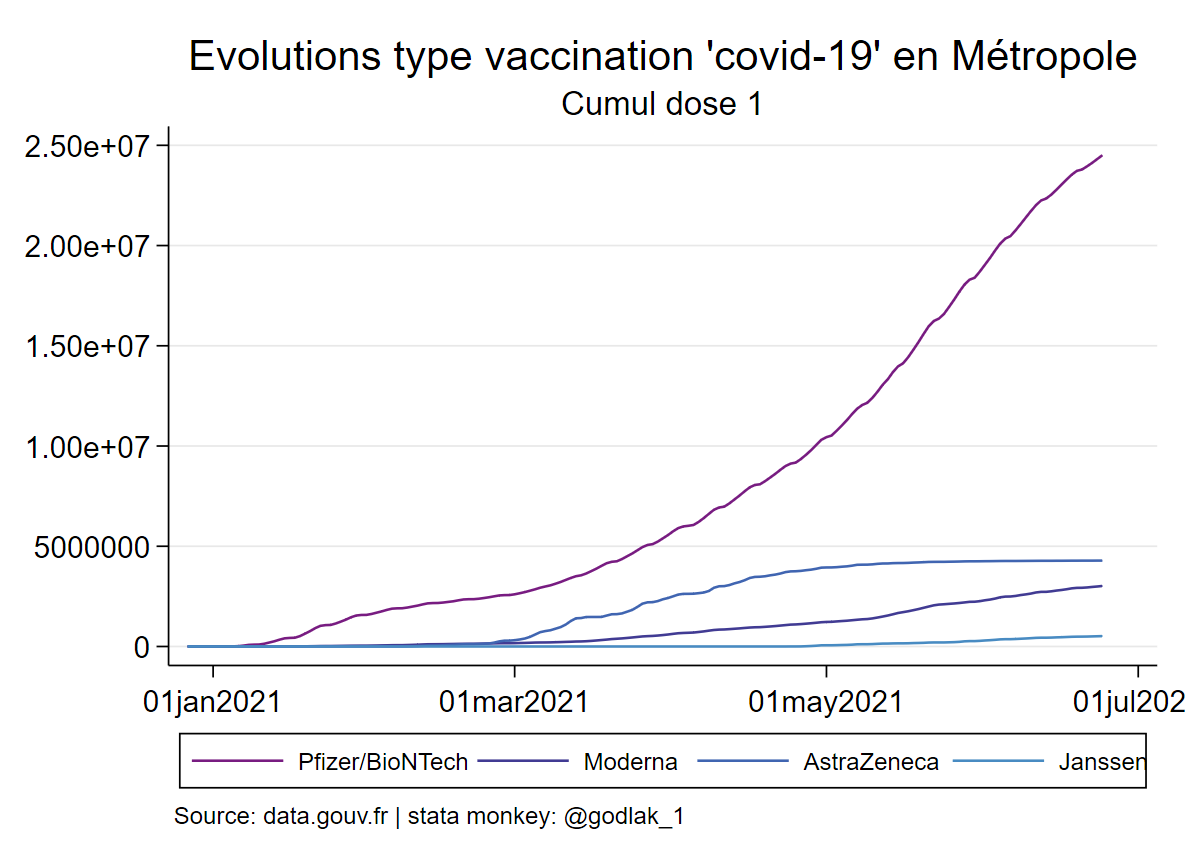 Evolutions type vaccination 'covid-19' en Métropole
Cumul dose 1
2.50e+07
2.00e+07
1.50e+07
1.00e+07
5000000
0
01jan2021 01mar2021 01may2021 01jul202
Pfizer/BioNTech Moderna AstraZeneca Janssen
Source: data.gouv.fr | stata monkey: @godlak_1